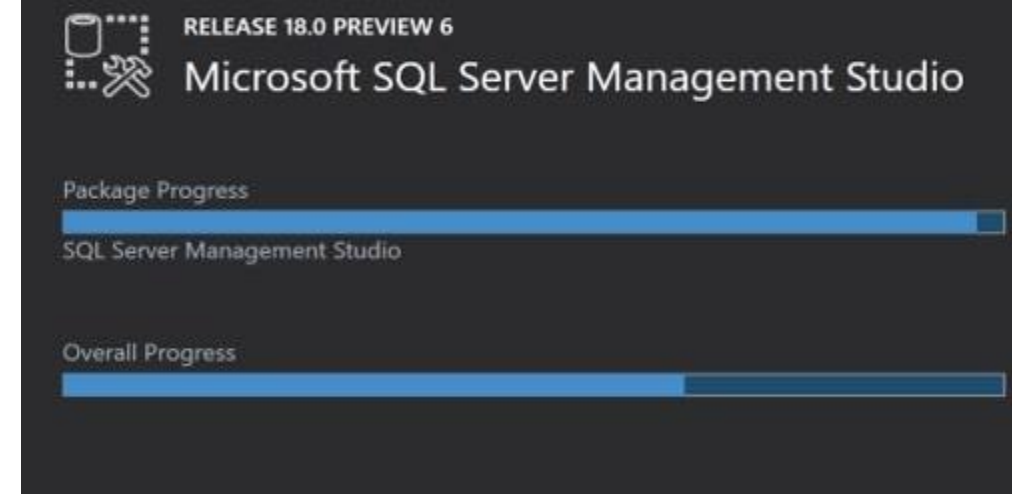 RELEASE 18.0 PREVIEW 6
Microsoft SQL Server Management Studio
Package Progress
SQL Server Management Studio
Overall Progress